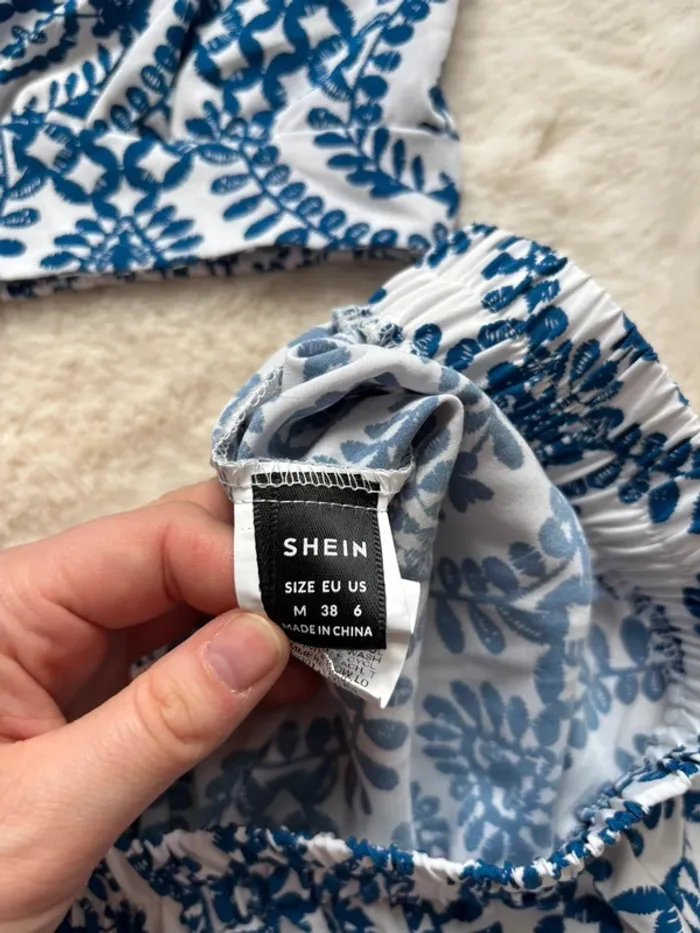 SHEIN
SIZE EU US
M 38 6
MADE IN CHINA